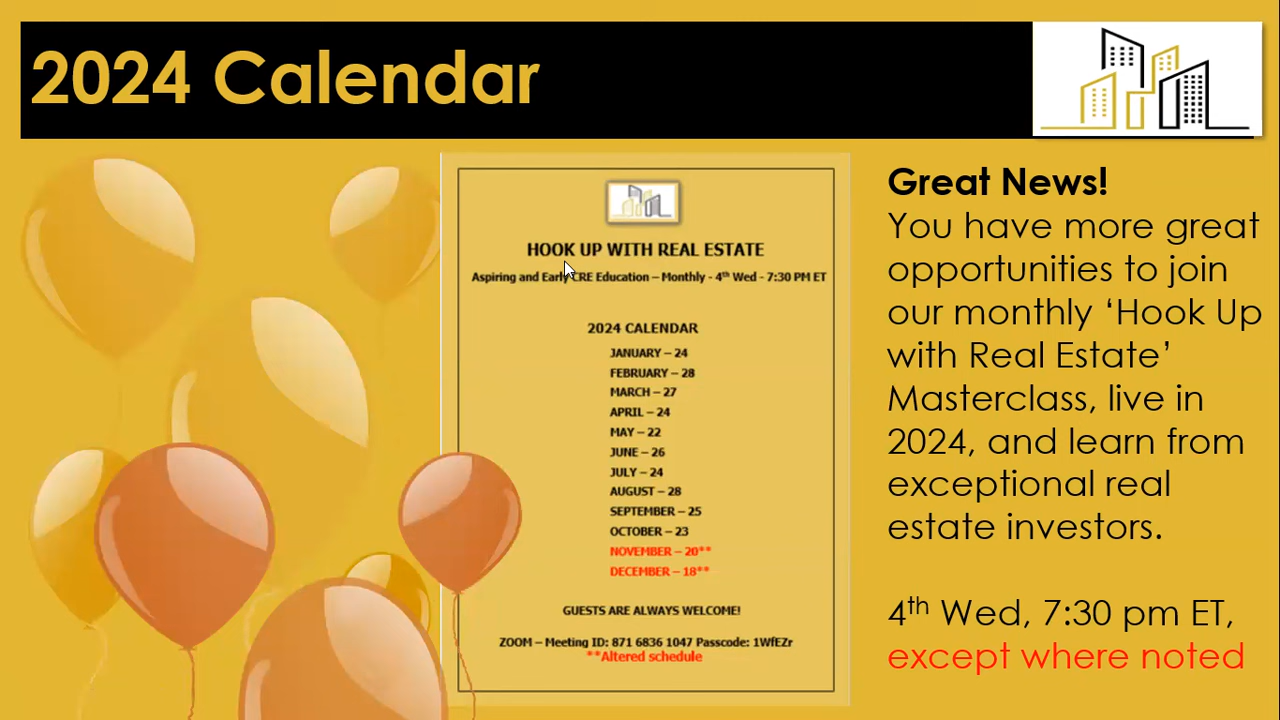 2024 Calendar
HOOK UP WITH REAL ESTATE
Aspiring and Early CRE Education – Monthly - 4th Wed - 7:30 PM ET
2024 CALENDAR
JANUARY – 24
FEBRUARY – 28
MARCH – 27
APRIL – 24
MAY – 22
JUNE – 26
JULY – 24
AUGUST – 28
SEPTEMBER – 25
OCTOBER – 23
NOVEMBER – 20**
DECEMBER – 18**
GUESTS ARE ALWAYS WELCOME!
ZOOM – Meeting ID: 871 6836 1047 Passcode: 1WfEZr
**Altered schedule
Great News!
You have more great
opportunities to join
our monthly ‘Hook Up
with Real Estate’
Masterclass, live in
2024, and learn from
exceptional real
estate investors.
4th Wed, 7:30 pm ET,
except where noted